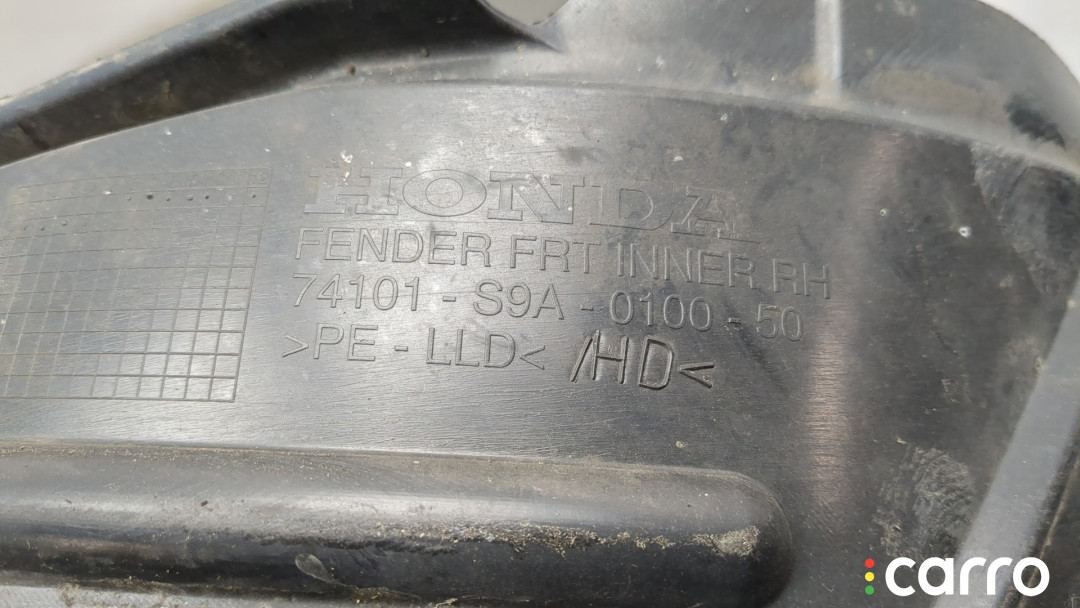 HONDA
FENDER FRT INNER RH
74101 - S9A - 0100 - 50
>PE - LLD< /HD<
carro